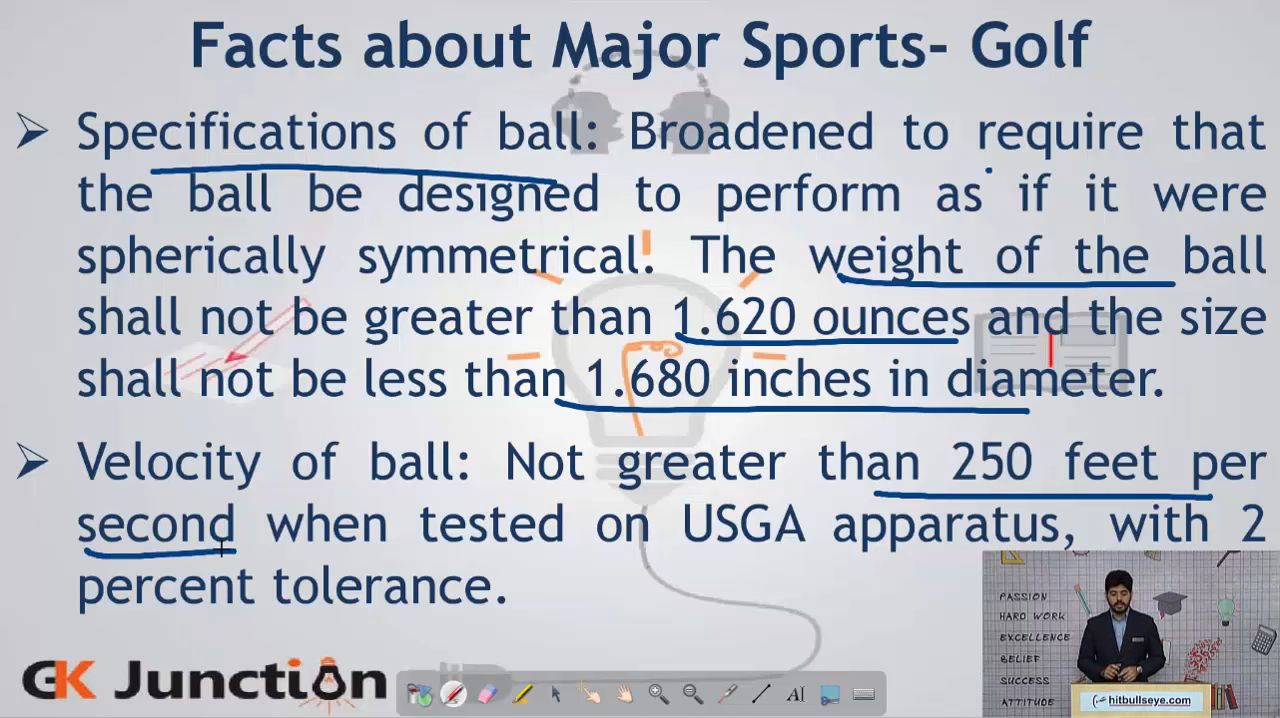 Facts about Major Sports- Golf
➢ Specifications of ball: Broadened to require that
the ball be designed to perform as if it were
spherically symmetrical. The weight of the ball
shall not be greater than 1.620 ounces and the size
shall not be less than 1.680 inches in diameter.
➢ Velocity of ball: Not greater than 250 feet per
second when tested on USGA apparatus, with 2
percent tolerance.
GK Junction
PASSION
HARD WORK
EXCELLENCE
BELIEF
SUCCESS
ATTITUDE
hitbullseye.com
AI